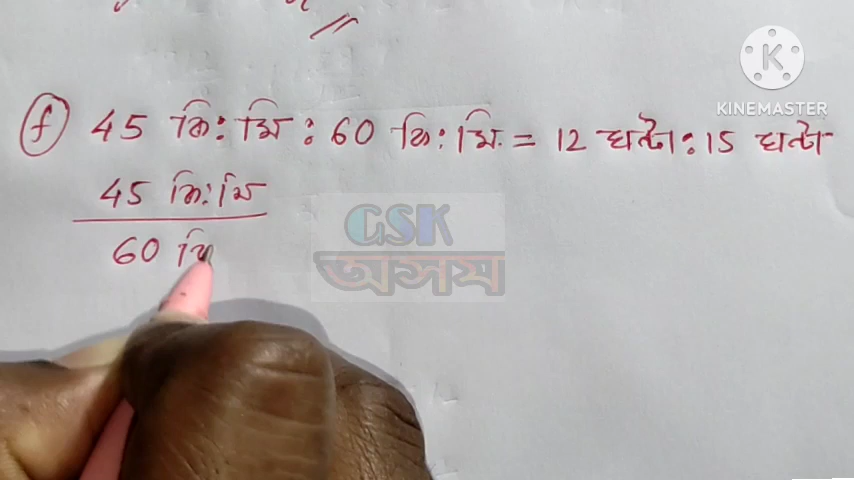 KINEMASTER
(f) 45 কি:মি : 60 কি:মি. = 12 ঘন্টা : 15 ঘন্টা
45 কি:মি
60 কি
GSK
অসম